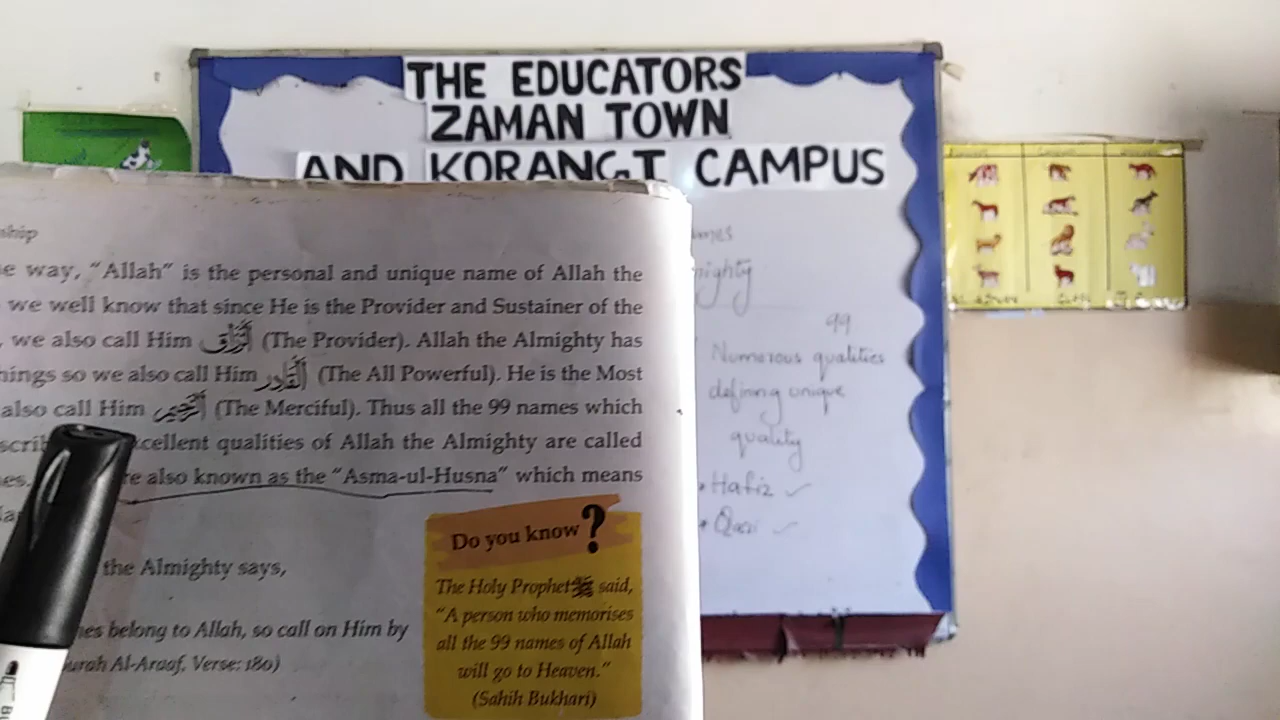 THE EDUCATORS
ZAMAN TOWN
AND KORANGI CAMPUS
ship
e way, “Allah” is the personal and unique name of Allah the
we well know that since He is the Provider and Sustainer of the
, we also call Him الرزاق (The Provider). Allah the Almighty has
hings so we also call Him القادر (The All Powerful). He is the Most
also call Him الرحيم (The Merciful). Thus all the 99 names which
scrib xcellent qualities of Allah the Almighty are called
es. re also known as the “Asma-ul-Husna” which means
the Almighty says,
nes belong to Allah, so call on Him by
urah Al-Araaf, Verse: 180)
Do you know?
The Holy Prophet ﷺ said,
“A person who memorises
all the 99 names of Allah
will go to Heaven.”
(Sahih Bukhari)
mes
mighty
99
Numerous qualities
defining unique
quality
Hafiz ✓
Qari ✓